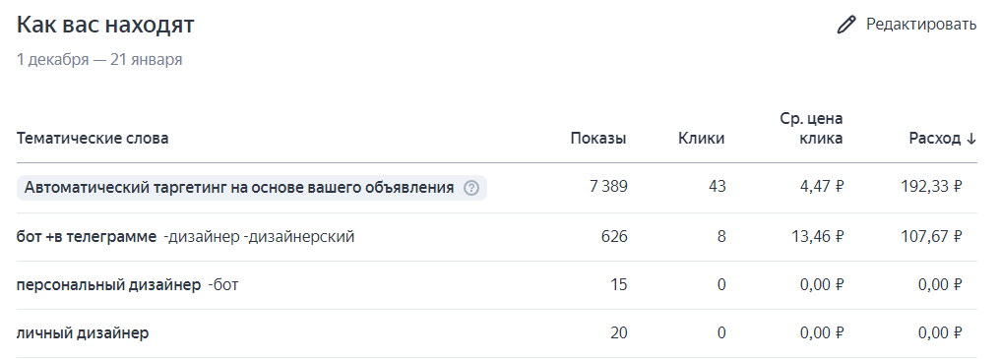 Как вас находят
Редактировать
1 декабря — 21 января
Тематические слова Показы Клики Ср. цена клика Расход ↓
Автоматический таргетинг на основе вашего объявления ? 7 389 43 4,47 ₽ 192,33 ₽
бот +в телеграмме -дизайнер -дизайнерский 626 8 13,46 ₽ 107,67 ₽
персональный дизайнер -бот 15 0 0,00 ₽ 0,00 ₽
личный дизайнер 20 0 0,00 ₽ 0,00 ₽